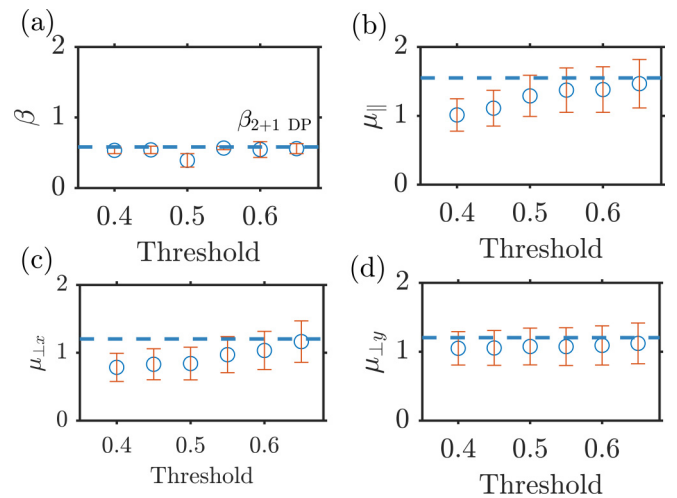 (a)
2
1
0
β
β2+1 DP
0.4 0.5 0.6
Threshold
(b)
2
1
0
μ∥
0.4 0.5 0.6
Threshold
(c)
2
1
0
μ⊥x
0.4 0.5 0.6
Threshold
(d)
2
1
0
μ⊥y
0.4 0.5 0.6
Threshold